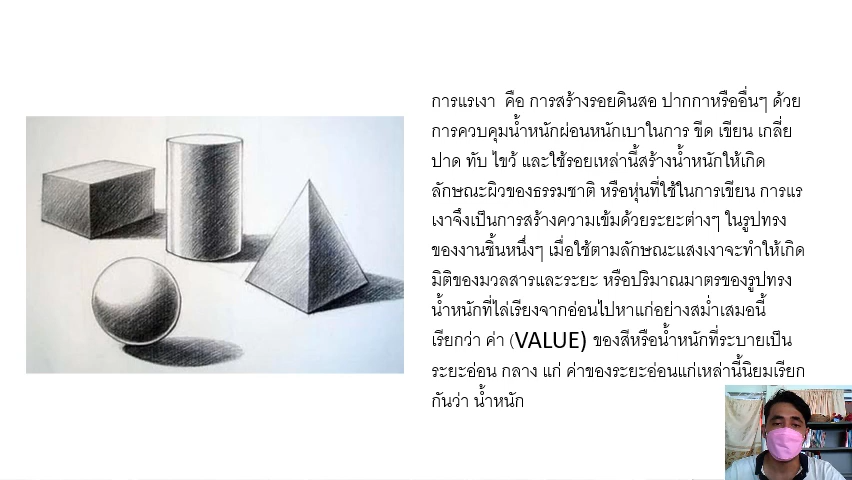 การแรเงา คือ การสร้างรอยดินสอ ปากกาหรืออื่นๆ ด้วย
การควบคุมน้ำหนักผ่อนหนักเบาในการ ขีด เขียน เกลี่ย
ปาด ทับ ไขว้ และใช้รอยเหล่านี้สร้างน้ำหนักให้เกิด
ลักษณะผิวของธรรมชาติ หรือหุ่นที่ใช้ในการเขียน การแร
เงาจึงเป็นการสร้างความเข้มด้วยระยะต่างๆ ในรูปทรง
ของงานชิ้นหนึ่งๆ เมื่อใช้ตามลักษณะแสงเงาจะทำให้เกิด
มิติของมวลสารและระยะ หรือปริมาณมาตรของรูปทรง
น้ำหนักที่ไล่เรียงจากอ่อนไปหาแก่อย่างสม่ำเสมอนี้
เรียกว่า ค่า (VALUE) ของสีหรือน้ำหนักที่ระบายเป็น
ระยะอ่อน กลาง แก่ ค่าของระยะอ่อนแก่เหล่านี้นิยมเรียก
กันว่า น้ำหนัก